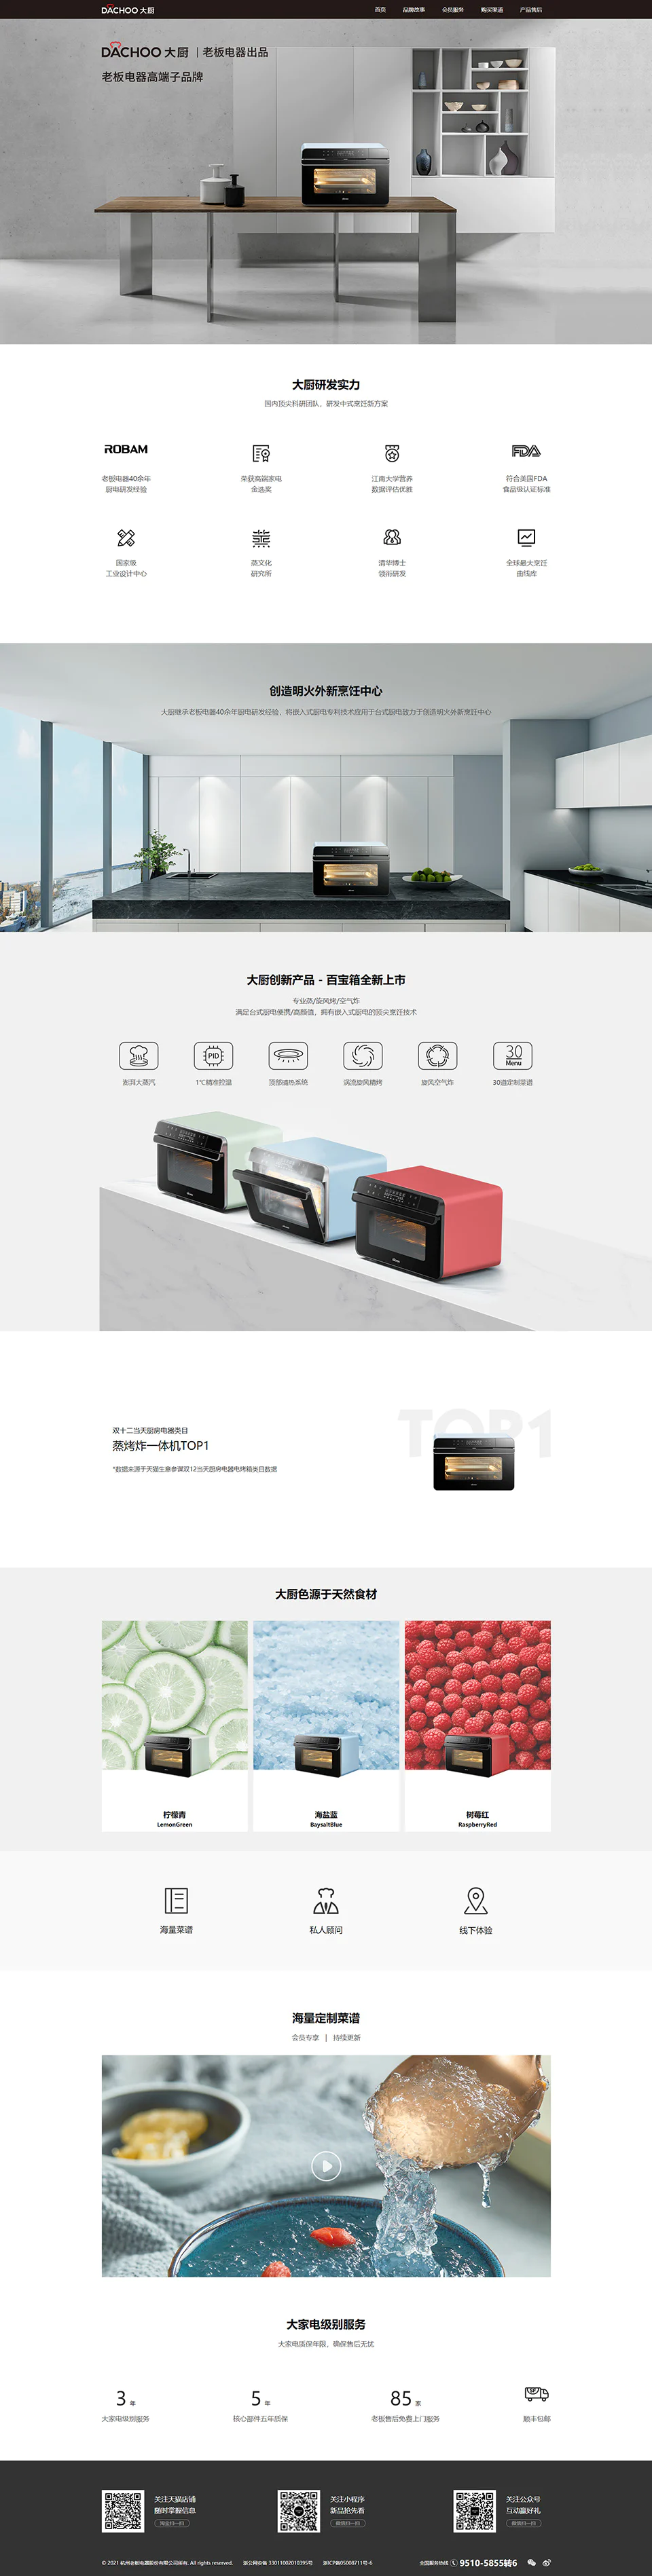 DACHOO 大厨
首页 品牌故事 会员服务 购买渠道 产品售后
DACHOO 大厨 | 老板电器出品
老板电器高端子品牌
大厨研发实力
国内顶尖科研团队，研发中式烹饪新方案
ROBAM
老板电器40余年
厨电研发经验
荣获高端家电
金选奖
江南大学营养
数据评估优胜
FDA
符合美国FDA
食品级认证标准
国家级
工业设计中心
蒸文化
研究所
清华博士
领衔研发
全球最大烹饪
曲线库
创造明火外新烹饪中心
大厨继承老板电器40余年厨电研发经验，将嵌入式厨电专利技术应用于台式厨电致力于创造明火外新烹饪中心
大厨创新产品 - 百宝箱全新上市
专业蒸/旋风烤/空气炸
满足台式厨电便携/高颜值，拥有嵌入式厨电的顶尖烹饪技术
澎湃大蒸汽
PID
1℃精准控温
顶部辅热系统
涡流旋风精烤
旋风空气炸
30
Menu
30道定制菜谱
双十二当天厨房电器类目
蒸烤炸一体机TOP1
*数据来源于天猫生意参谋双12当天厨房电器电烤箱类目数据
TOP1
大厨色源于天然食材
柠檬青
LemonGreen
海盐蓝
BaysaltBlue
树莓红
RaspberryRed
海量菜谱
私人顾问
线下体验
海量定制菜谱
会员专享 | 持续更新
大家电级别服务
大家电质保年限，确保售后无忧
3 年
大家电级别服务
5 年
核心部件五年质保
85 家
老板售后免费上门服务
顺丰包邮
关注天猫店铺
随时掌握信息
淘宝扫一扫
关注小程序
新品抢先看
微信扫一扫
关注公众号
互动赢好礼
微信扫一扫
© 2021 杭州老板电器股份有限公司所有. All rights reserved. 浙公网安备 33011002010395号 浙ICP备05008711号-6
全国服务热线 9510-5855转6